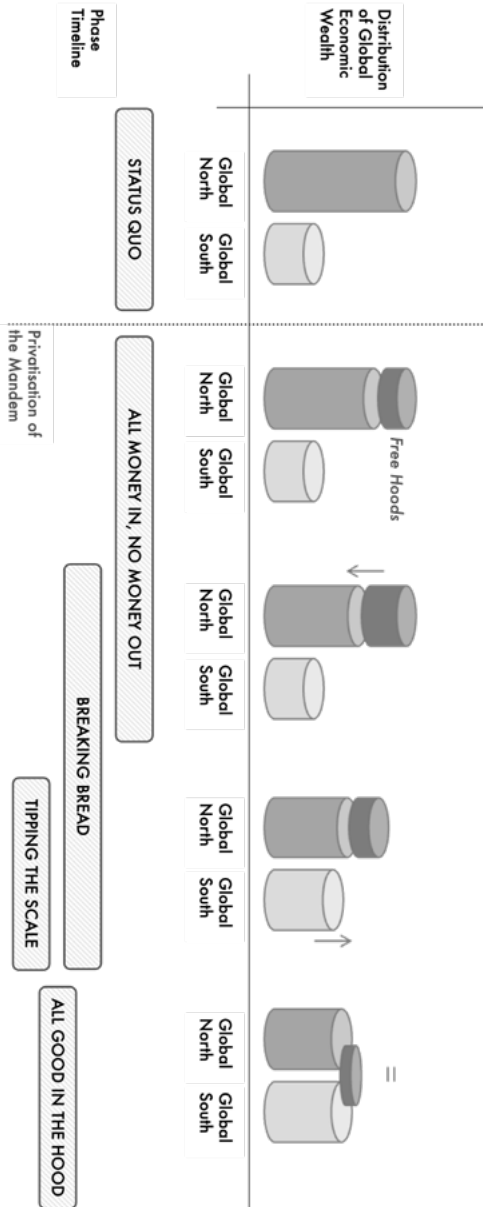 Distribution
of Global
Economic
Wealth
Free Hoods
=
Global
North
Global
South
Global
North
Global
South
Global
North
Global
South
Global
North
Global
South
Global
North
Global
South
Phase
Timeline
STATUS QUO
ALL MONEY IN, NO MONEY OUT
BREAKING BREAD
TIPPING THE SCALE
ALL GOOD IN THE HOOD
Privatisation of
the Mandem